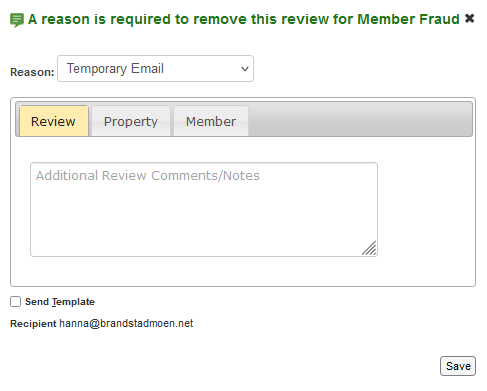 A reason is required to remove this review for Member Fraud ✖
Reason: Temporary Email
Review Property Member
Additional Review Comments/Notes
Send Template
Recipient hanna@brandstadmoen.net
Save